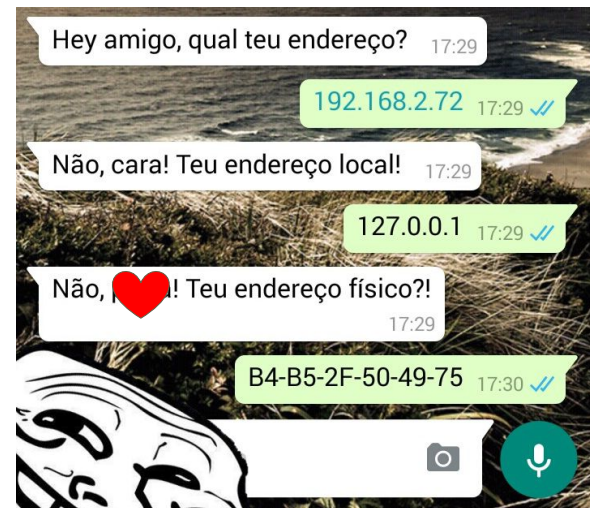 Hey amigo, qual teu endereço? 17:29
192.168.2.72 17:29
Não, cara! Teu endereço local! 17:29
127.0.0.1 17:29
Não, ! Teu endereço físico?!
17:29
B4-B5-2F-50-49-75 17:30